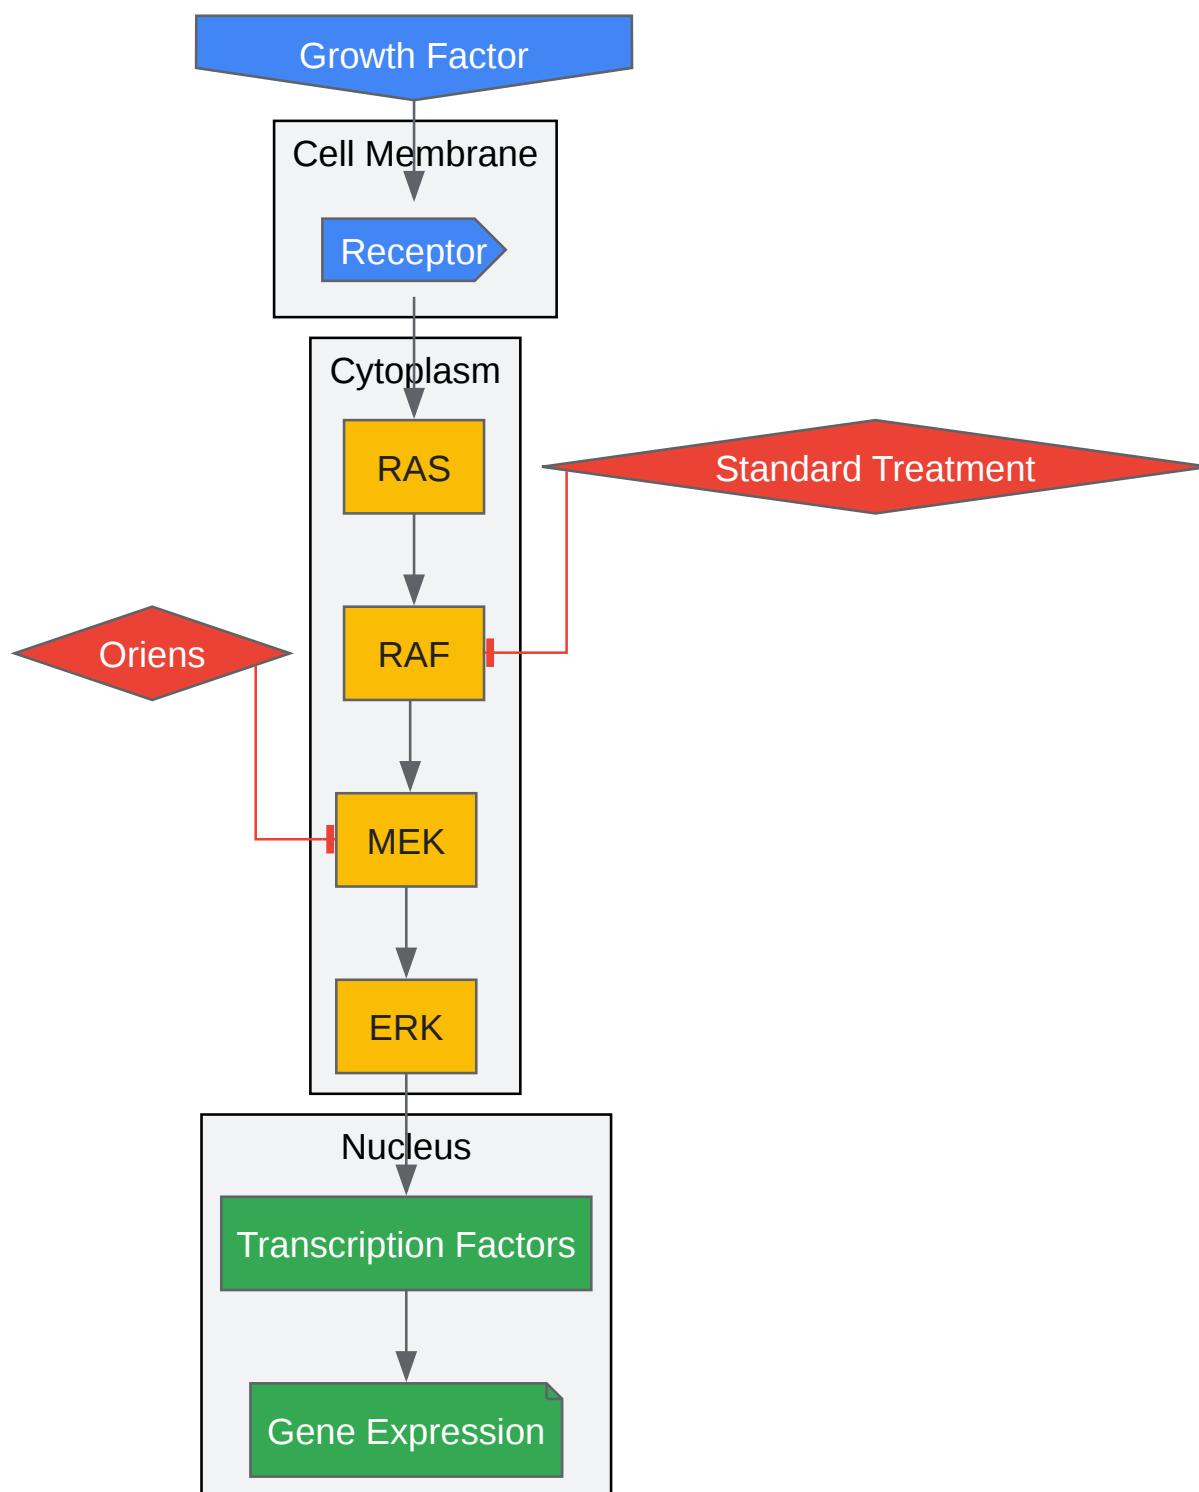 Growth Factor
Cell Membrane
Receptor
Cytoplasm
RAS
Standard Treatment
RAF
Oriens
MEK
ERK
Nucleus
Transcription Factors
Gene Expression